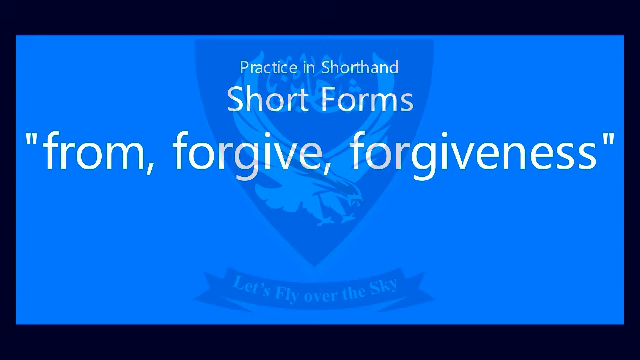 Practice in Shorthand
Short Forms
"from, forgive, forgiveness"
Let's Fly over the Sky